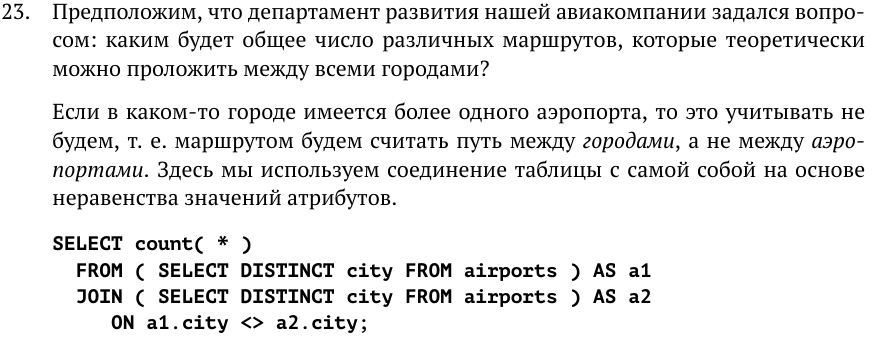 23. Предположим, что департамент развития нашей авиакомпании задался вопро-
сом: каким будет общее число различных маршрутов, которые теоретически
можно проложить между всеми городами?
Если в каком-то городе имеется более одного аэропорта, то это учитывать не
будем, т. е. маршрутом будем считать путь между городами, а не между аэро-
портами. Здесь мы используем соединение таблицы с самой собой на основе
неравенства значений атрибутов.
SELECT count( * )
FROM ( SELECT DISTINCT city FROM airports ) AS a1
JOIN ( SELECT DISTINCT city FROM airports ) AS a2
ON a1.city <> a2.city;